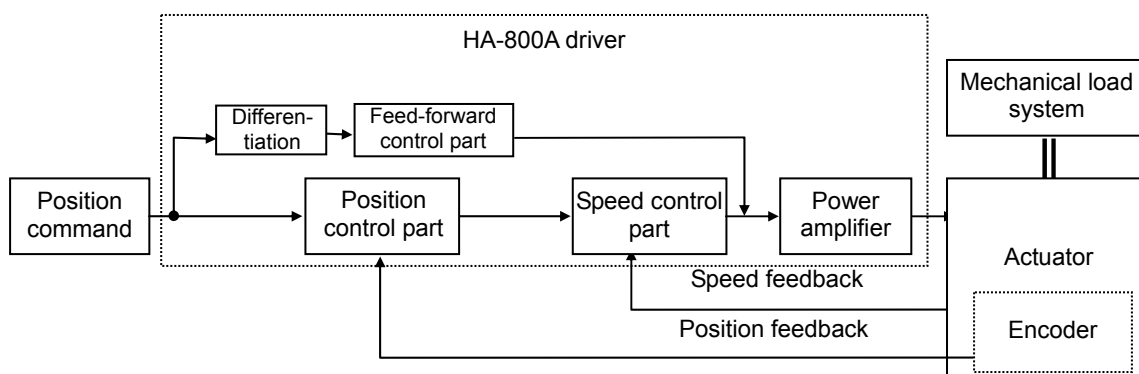 HA-800A driver
Mechanical load
system
Differen-
tiation
Feed-forward
control part
Position
command
Position
control part
Speed control
part
Power
amplifier
Actuator
Speed feedback
Position feedback
Encoder